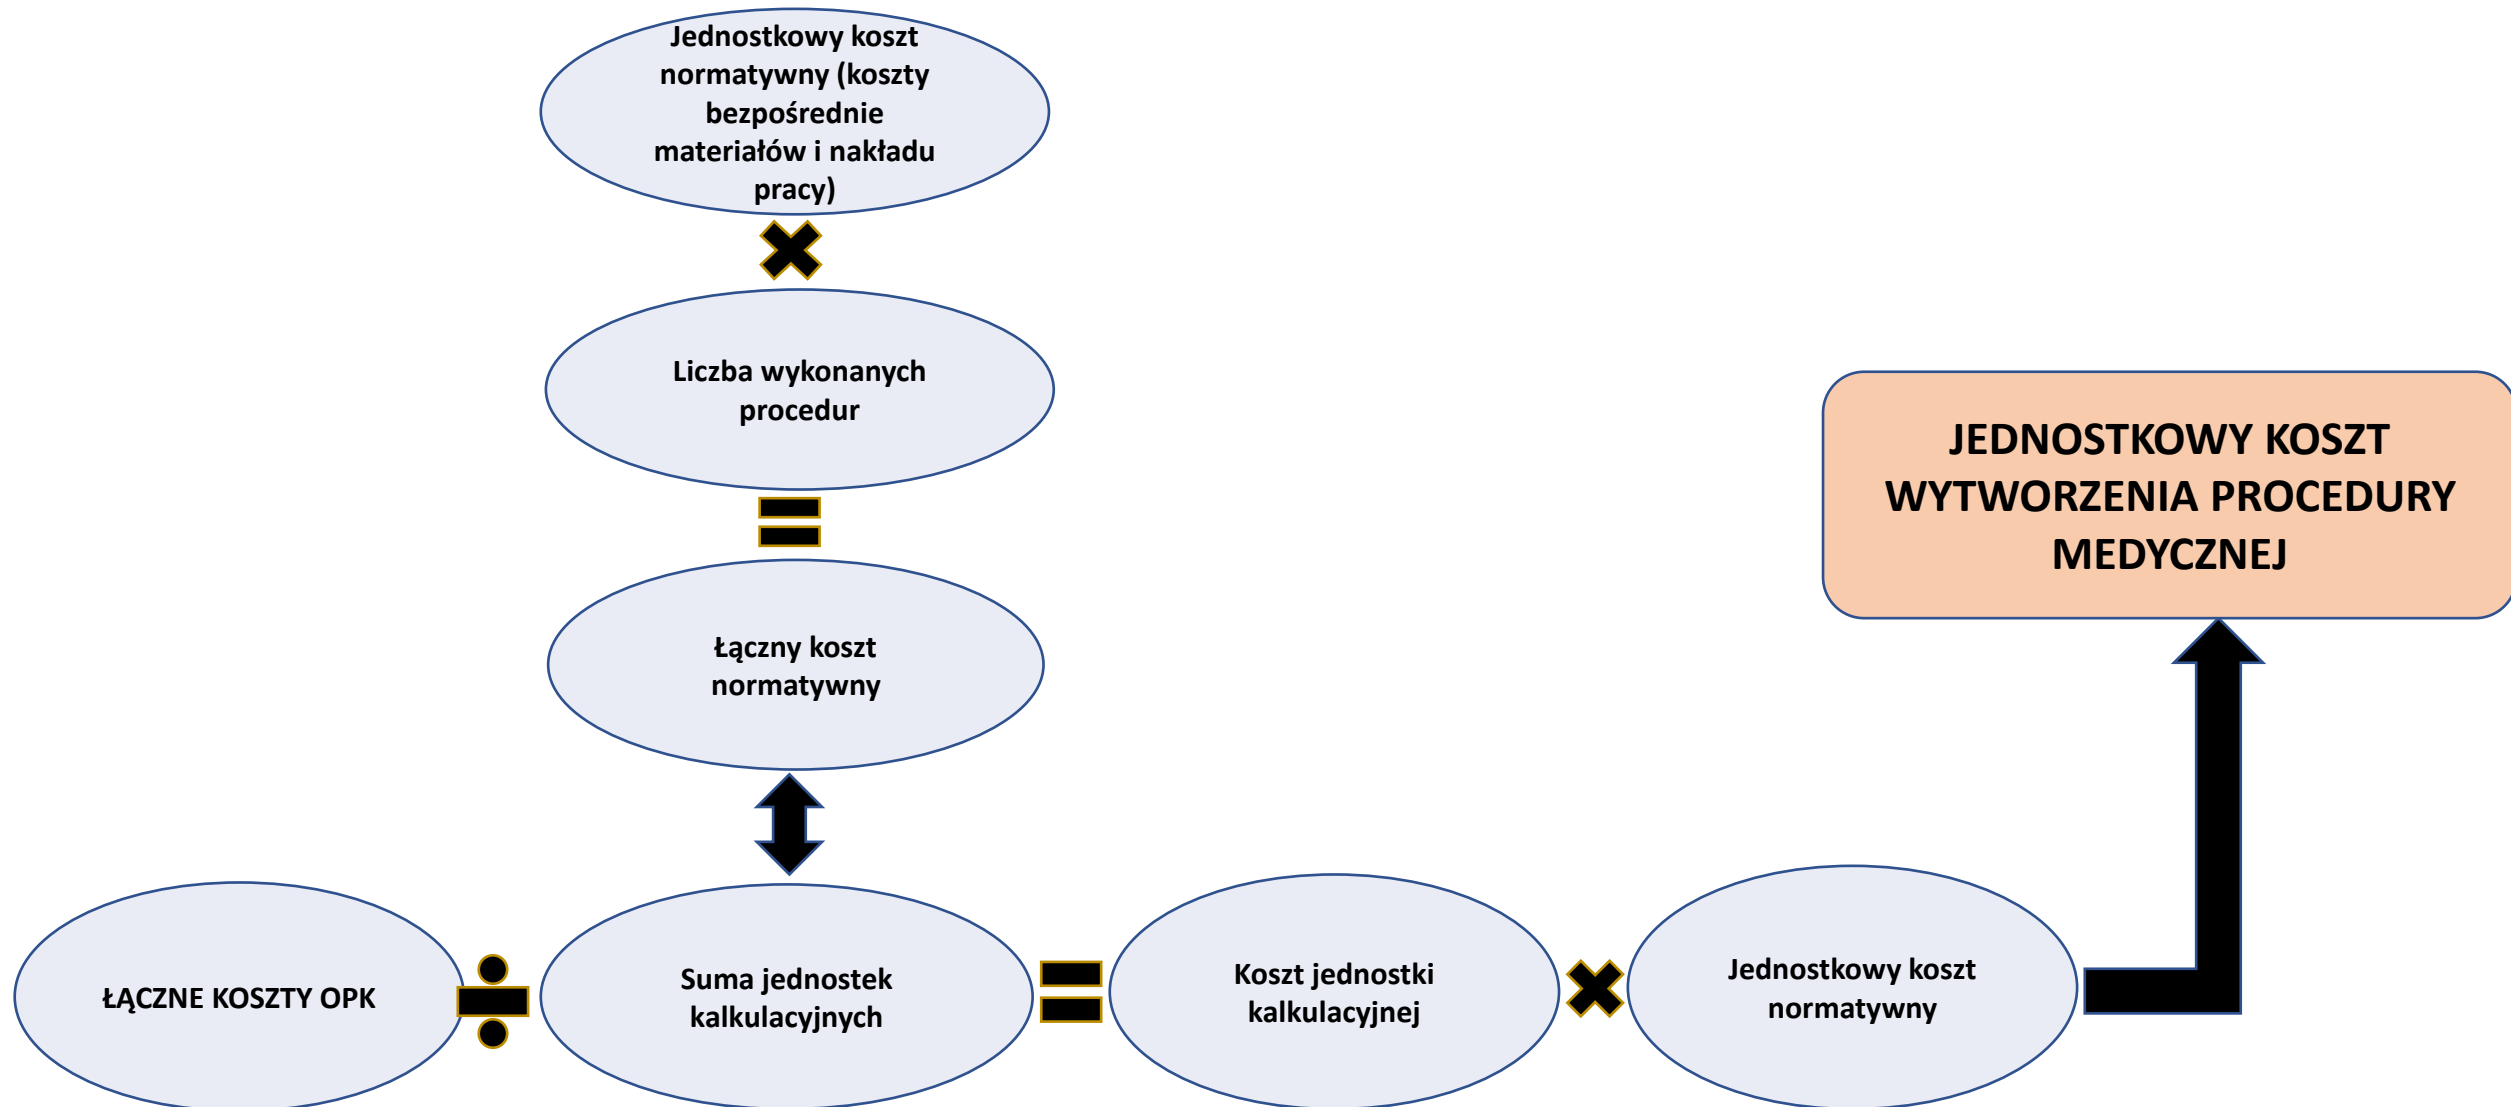 Jednostkowy koszt
normatywny (koszty
bezpośrednie
materiałów i nakładu
pracy)
Liczba wykonanych
procedur
JEDNOSTKOWY KOSZT
WYTWORZENIA PROCEDURY
MEDYCZNEJ
Łączny koszt
normatywny
ŁĄCZNE KOSZTY OPK
Suma jednostek
kalkulacyjnych
Koszt jednostki
kalkulacyjnej
Jednostkowy koszt
normatywny